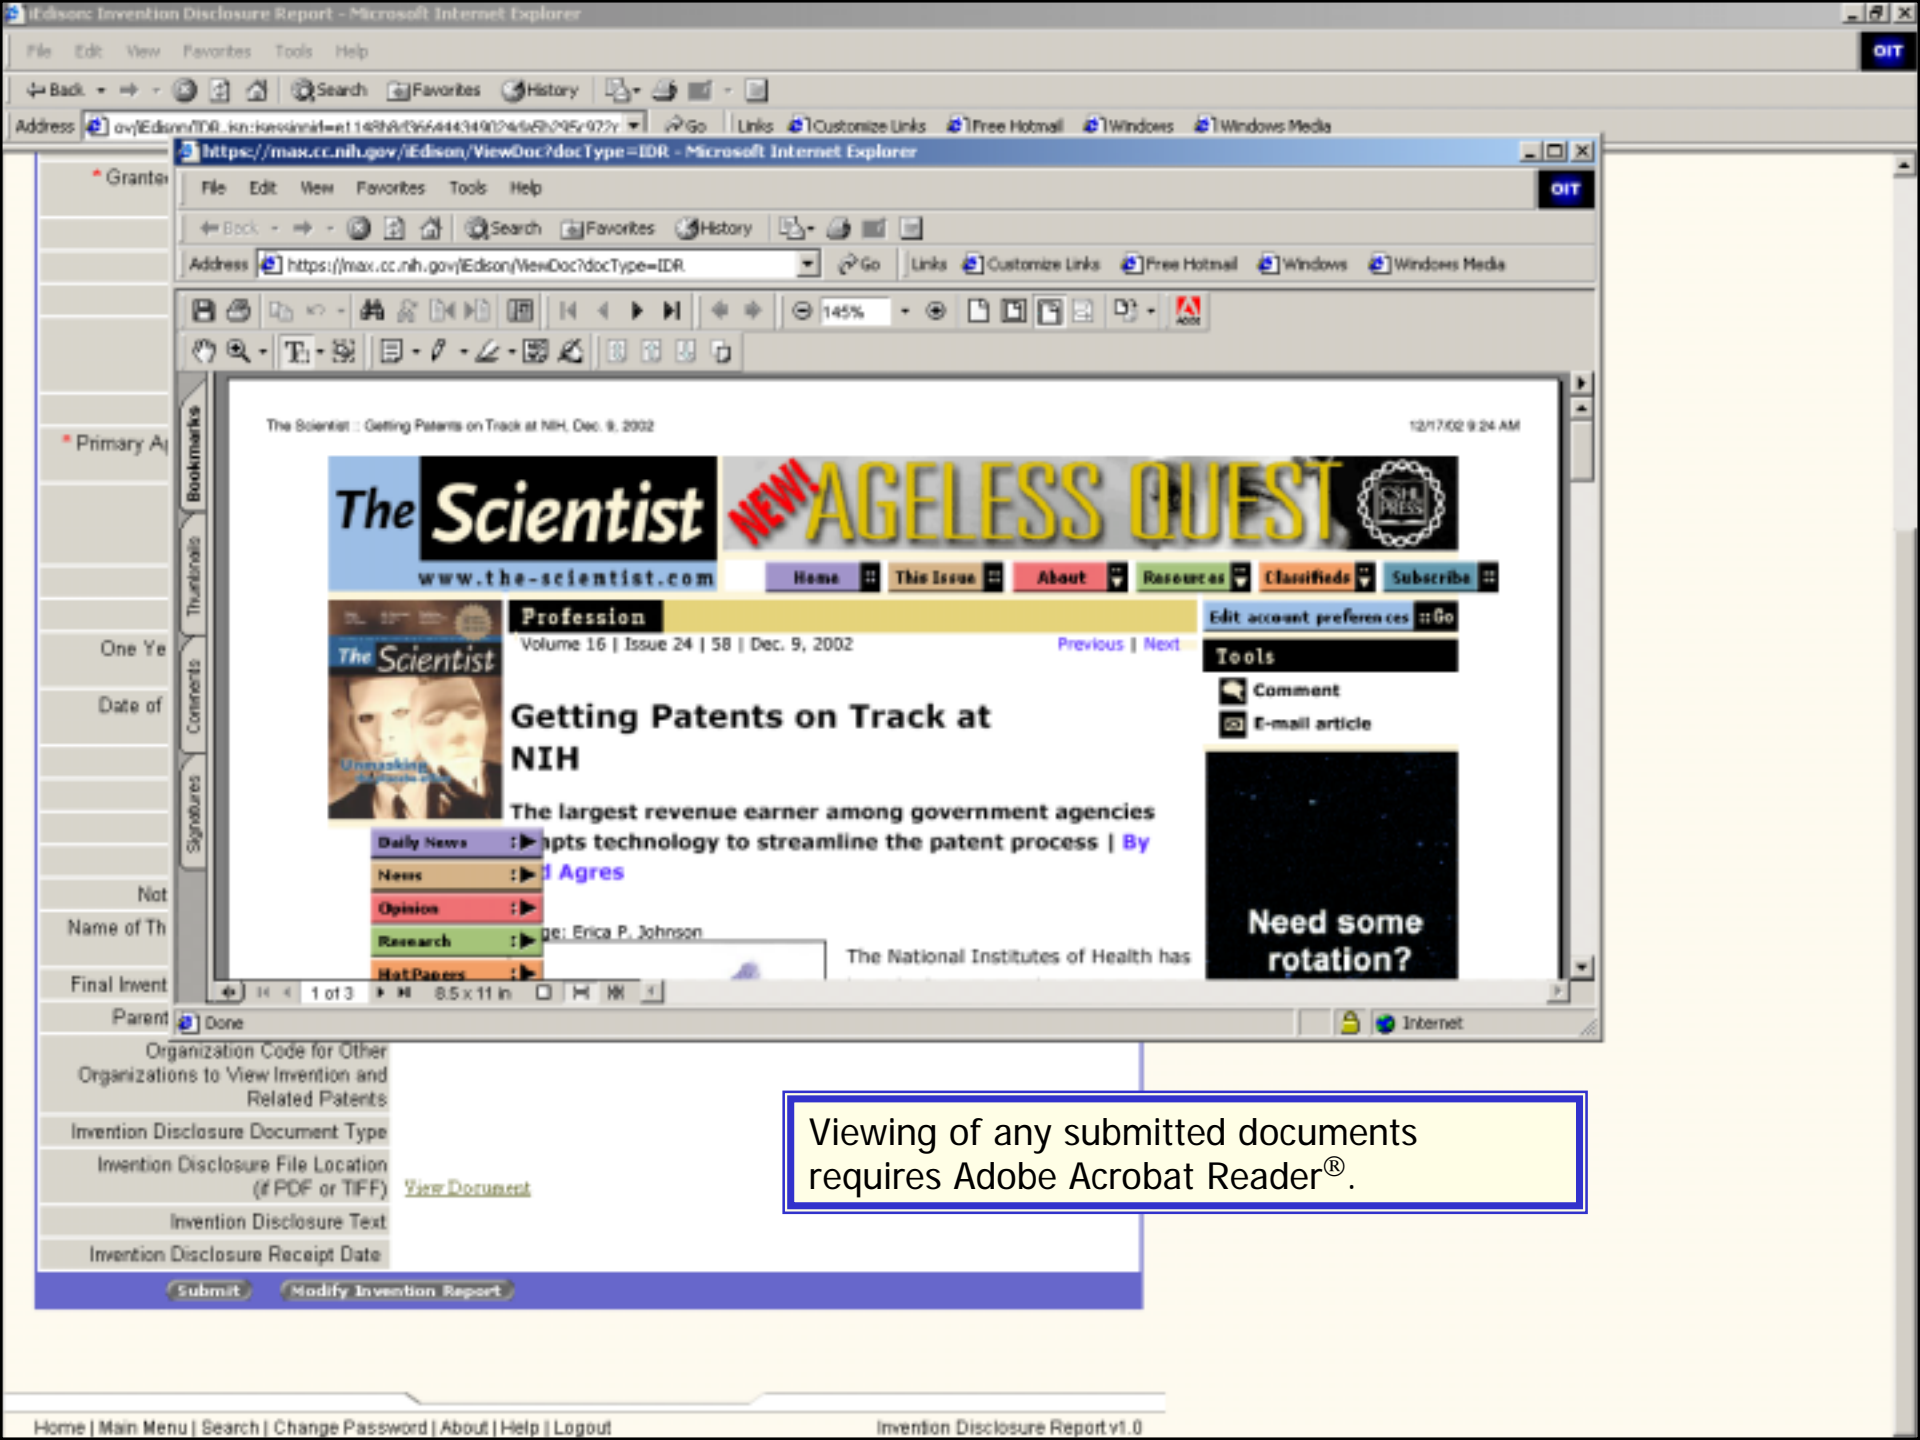 iEdison: Invention Disclosure Report - Microsoft Internet Explorer
File Edit View Favorites Tools Help
OIT
Back Search Favorites History
Address Go Links Customize Links Free Hotmail Windows Windows Media
https://max.cc.nih.gov/iEdison/ViewDoc?docType=IDR - Microsoft Internet Explorer
File Edit View Favorites Tools Help
OIT
Back Search Favorites History
Address https://max.cc.nih.gov/iEdison/ViewDoc?docType=IDR Go Links Customize Links Free Hotmail Windows Windows Media
145%
Adobe
Bookmarks
Thumbnails
Comments
Signatures
The Scientist :: Getting Patents on Track at NIH, Dec. 9, 2002 12/17/02 9:24 AM
The Scientist
www.the-scientist.com
NEW! AGELESS QUEST
CSHL PRESS
Home This Issue About Resources Classifieds Subscribe
The Scientist
Unmasking
Profession
Volume 16 | Issue 24 | 58 | Dec. 9, 2002 Previous | Next
Edit account preferences Go
Tools
Comment
E-mail article
Getting Patents on Track at
NIH
The largest revenue earner among government agencies
pts technology to streamline the patent process | By
d Agres
Daily News
News
Opinion
Research
HotPapers
ge: Erica P. Johnson
The National Institutes of Health has
Need some
rotation?
1 of 3 8.5 x 11 in
Done Internet
* Grante
* Primary A
One Ye
Date of
Not
Name of Th
Final Invent
Parent
Organization Code for Other
Organizations to View Invention and
Related Patents
Invention Disclosure Document Type
Invention Disclosure File Location
(if PDF or TIFF) View Document
Invention Disclosure Text
Invention Disclosure Receipt Date
Viewing of any submitted documents
requires Adobe Acrobat Reader®.
Submit Modify Invention Report
Home | Main Menu | Search | Change Password | About | Help | Logout Invention Disclosure Report v1.0